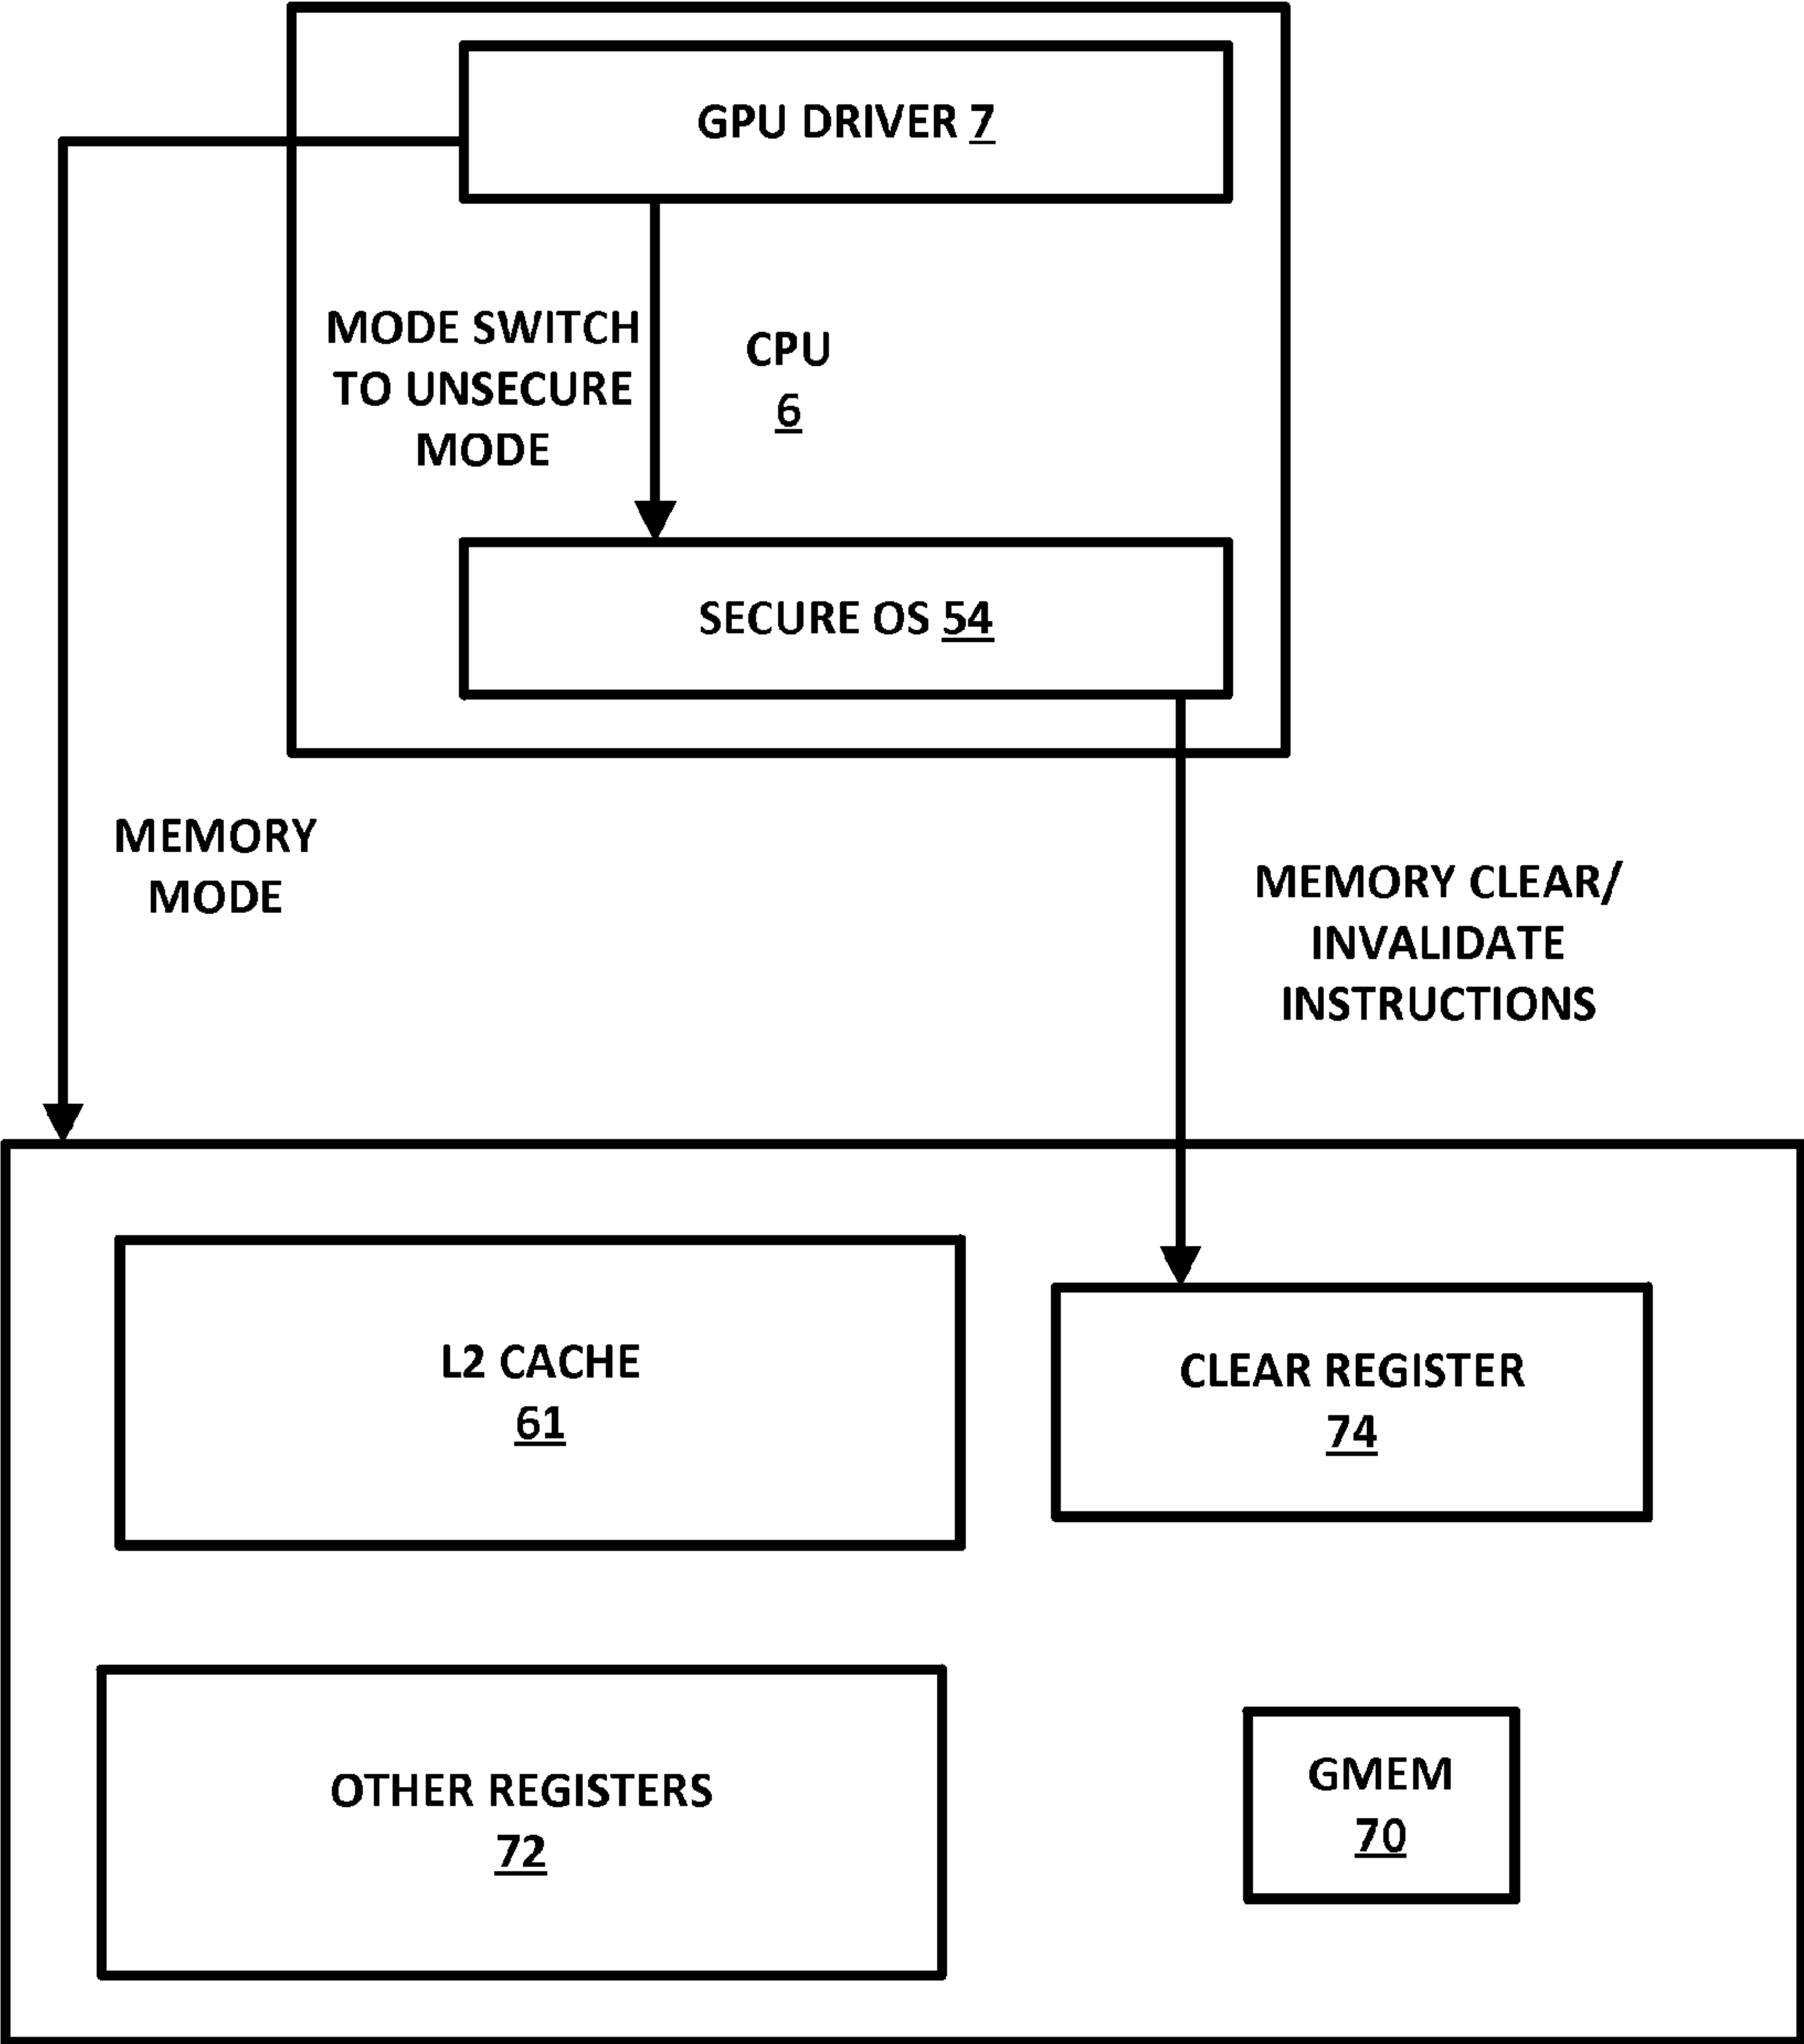 GPU DRIVER 7
MODE SWITCH
TO UNSECURE
MODE
CPU
6
SECURE OS 54
MEMORY
MODE
MEMORY CLEAR/
INVALIDATE
INSTRUCTIONS
L2 CACHE
61
CLEAR REGISTER
74
OTHER REGISTERS
72
GMEM
70